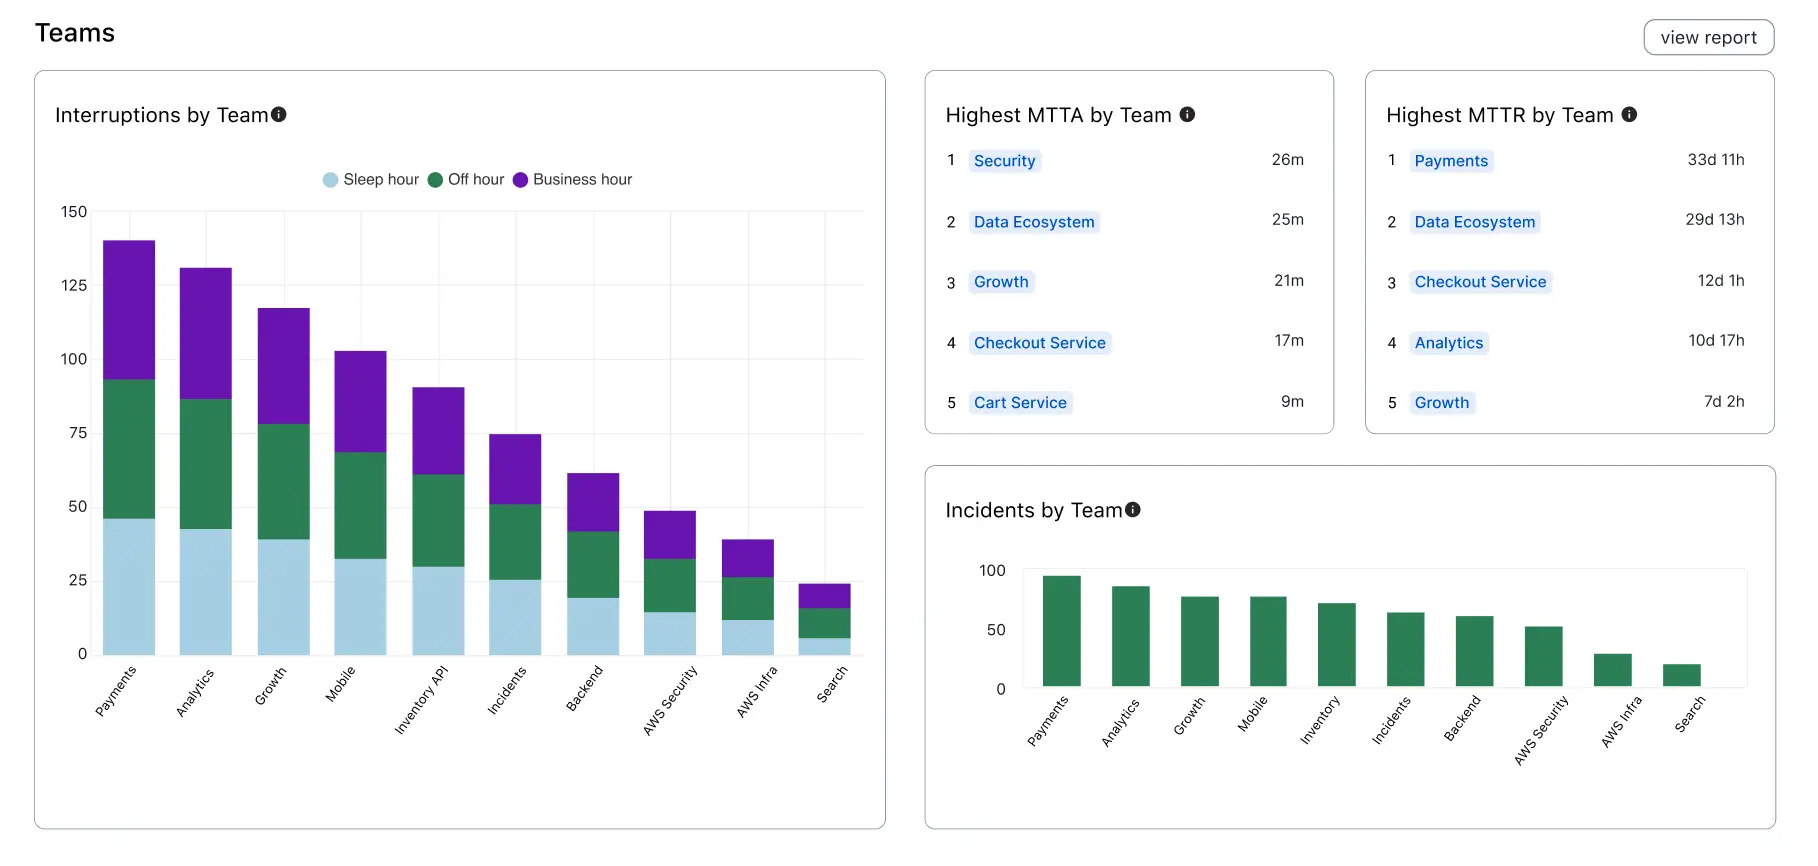 Teams
view report
Interruptions by Team
Sleep hour Off hour Business hour
150
125
100
75
50
25
0
Payments Analytics Growth Mobile Inventory API Incidents Backend AWS Security AWS Infra Search
Highest MTTA by Team
1 Security 26m
2 Data Ecosystem 25m
3 Growth 21m
4 Checkout Service 17m
5 Cart Service 9m
Highest MTTR by Team
1 Payments 33d 11h
2 Data Ecosystem 29d 13h
3 Checkout Service 12d 1h
4 Analytics 10d 17h
5 Growth 7d 2h
Incidents by Team
100
50
0
Payments Analytics Growth Mobile Inventory Incidents Backend AWS Security AWS Infra Search